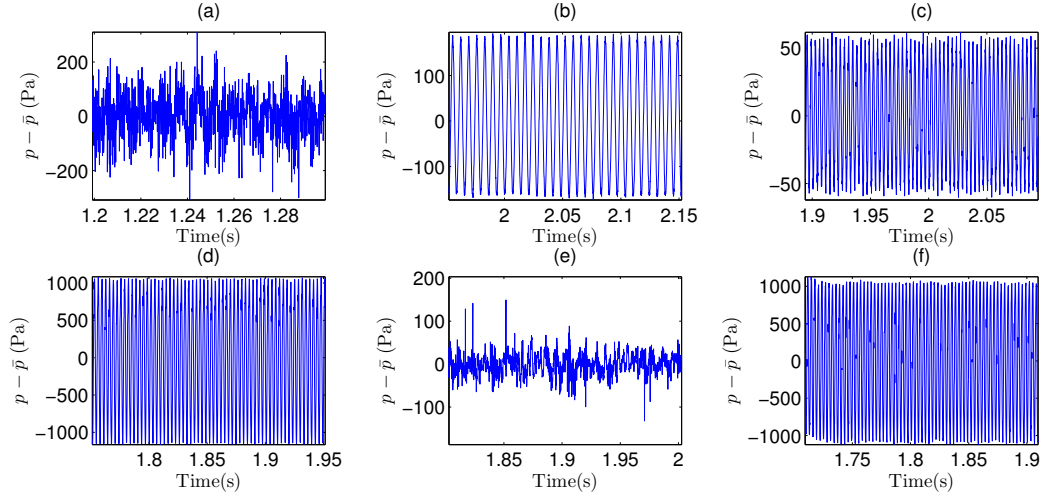 (a) (b) (c)
p − p̄ (Pa) 200 0 −200
1.2 1.22 1.24 1.26 1.28
Time(s)
p − p̄ (Pa) 100 0 −100
2 2.05 2.1 2.15
Time(s)
p − p̄ (Pa) 50 0 −50
1.9 1.95 2 2.05
Time(s)
(d) (e) (f)
p − p̄ (Pa) 1000 500 0 −500 −1000
1.8 1.85 1.9 1.95
Time(s)
p − p̄ (Pa) 200 100 0 −100
1.85 1.9 1.95 2
Time(s)
p − p̄ (Pa) 1000 500 0 −500 −1000
1.75 1.8 1.85 1.9
Time(s)